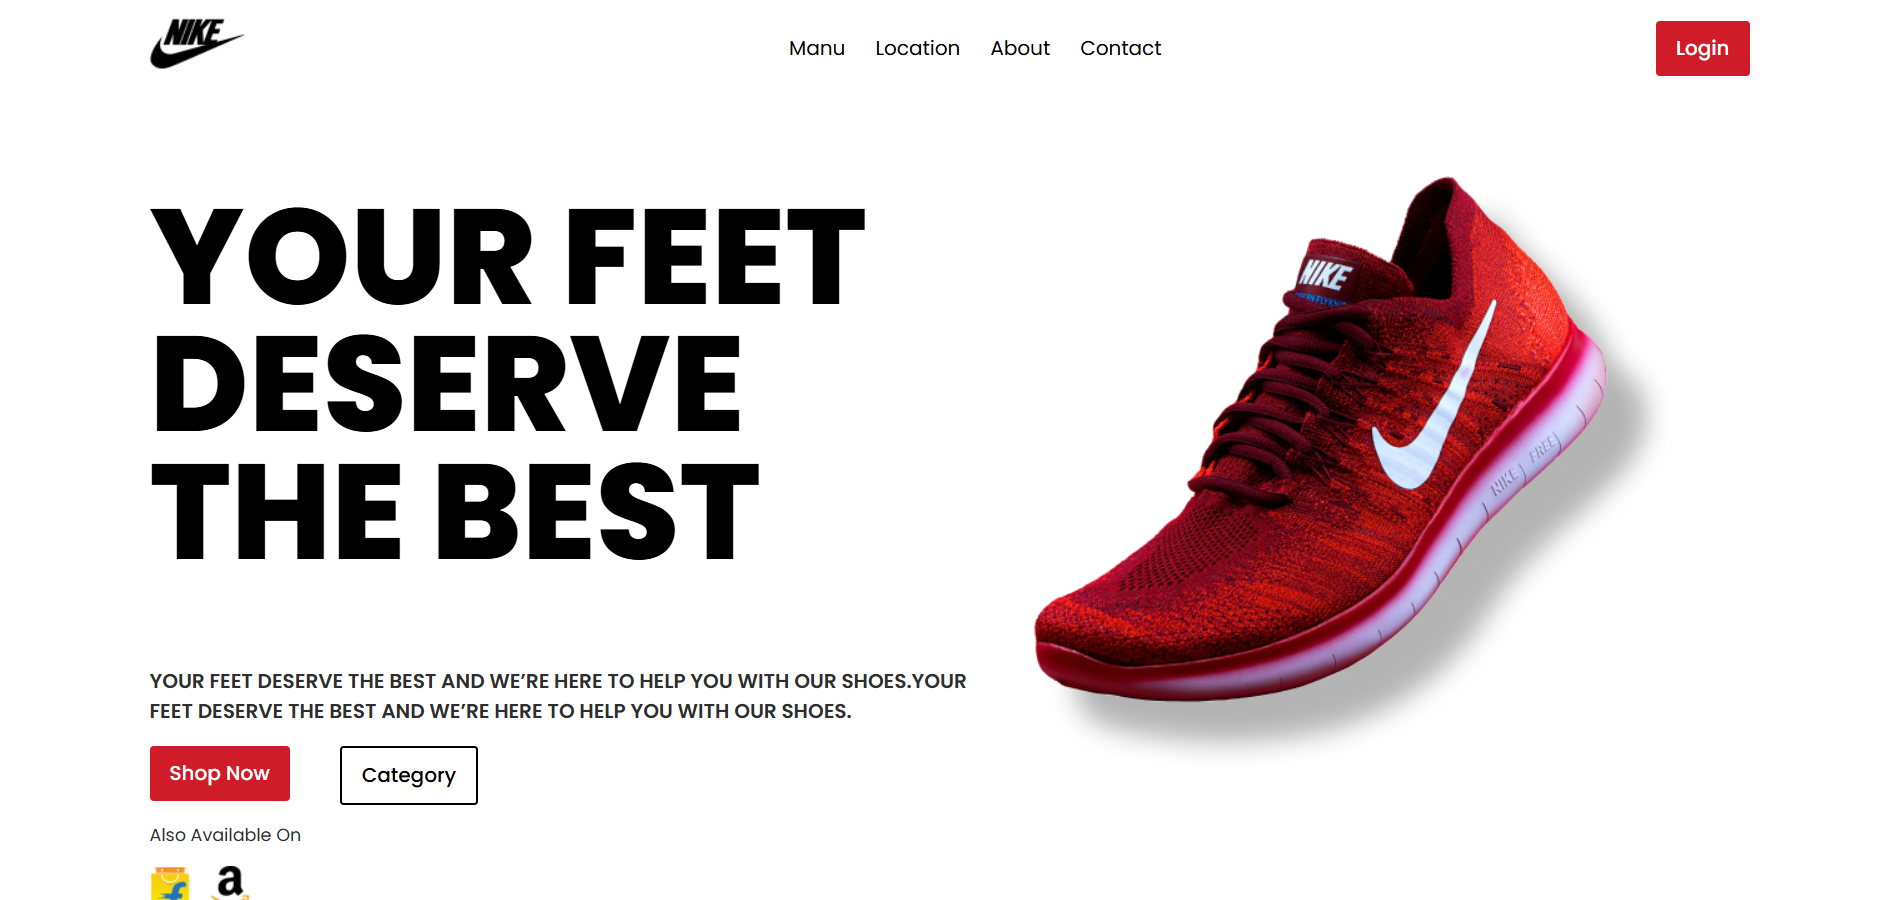 NIKE
Manu Location About Contact
Login
YOUR FEET
DESERVE
THE BEST
NIKE
NIKE FREE
YOUR FEET DESERVE THE BEST AND WE’RE HERE TO HELP YOU WITH OUR SHOES.YOUR
FEET DESERVE THE BEST AND WE’RE HERE TO HELP YOU WITH OUR SHOES.
Shop Now
Category
Also Available On
f
a